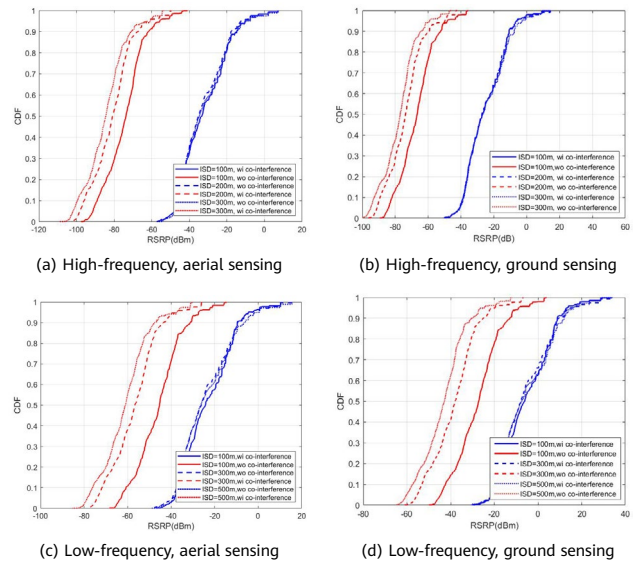 1
0.9
0.8
0.7
0.6
0.5
0.4
0.3
0.2
0.1
0
CDF
ISD=100m, wi co-interference
ISD=100m, wo co-interference
ISD=200m, wo co-interference
ISD=200m, wi co-interference
ISD=300m, wo co-interference
ISD=300m, wi co-interference
-120 -100 -80 -60 -40 -20 0 20
RSRP(dBm)
(a) High-frequency, aerial sensing
1
0.9
0.8
0.7
0.6
0.5
0.4
0.3
0.2
0.1
0
CDF
ISD=100m, wi co-interference
ISD=100m,wo co-interference
ISD=200m, wi co-interference
ISD=200m, wo co-interference
ISD=300m, wi co-interference
ISD=300m, wo co-interference
-100 -80 -60 -40 -20 0 20 40 60
RSRP(dB)
(b) High-frequency, ground sensing
1
0.9
0.8
0.7
0.6
0.5
0.4
0.3
0.2
0.1
0
CDF
ISD=100m,wi co-interference
ISD=100m,wo co-interference
ISD=300m,wi co-interference
ISD=300m,wo co-interference
ISD=500m,wo co-interference
ISD=500m,wi co-interference
-100 -80 -60 -40 -20 0 20
RSRP(dBm)
(c) Low-frequency, aerial sensing
1
0.9
0.8
0.7
0.6
0.5
0.4
0.3
0.2
0.1
0
CDF
ISD=100m,wi co-interference
ISD=100m,wo co-interference
ISD=300m,wi co-interference
ISD=300m,wo co-interference
ISD=500m,wi co-interference
ISD=500m,wo co-interference
-80 -60 -40 -20 0 20 40
RSRP(dBm)
(d) Low-frequency, ground sensing